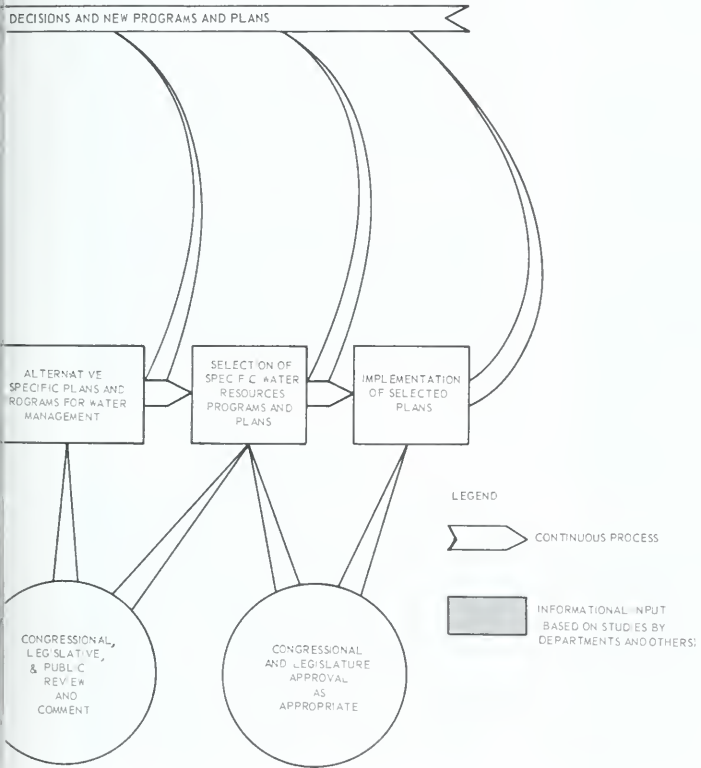 DECISIONS AND NEW PROGRAMS AND PLANS
ALTERNATIVE
SPECIFIC PLANS AND
ROGRAMS FOR WATER
MANAGEMENT
SELECTION OF
SPECIFIC WATER
RESOURCES
PROGRAMS AND
PLANS
IMPLEMENTATION
OF SELECTED
PLANS
LEGEND
CONTINUOUS PROCESS
INFORMATIONAL INPUT
BASED ON STUDIES BY
DEPARTMENTS AND OTHERS.
CONGRESSIONAL,
LEGISLATIVE,
& PUBLIC
REVIEW
AND
COMMENT
CONGRESSIONAL
AND LEGISLATURE
APPROVAL
AS
APPROPRIATE